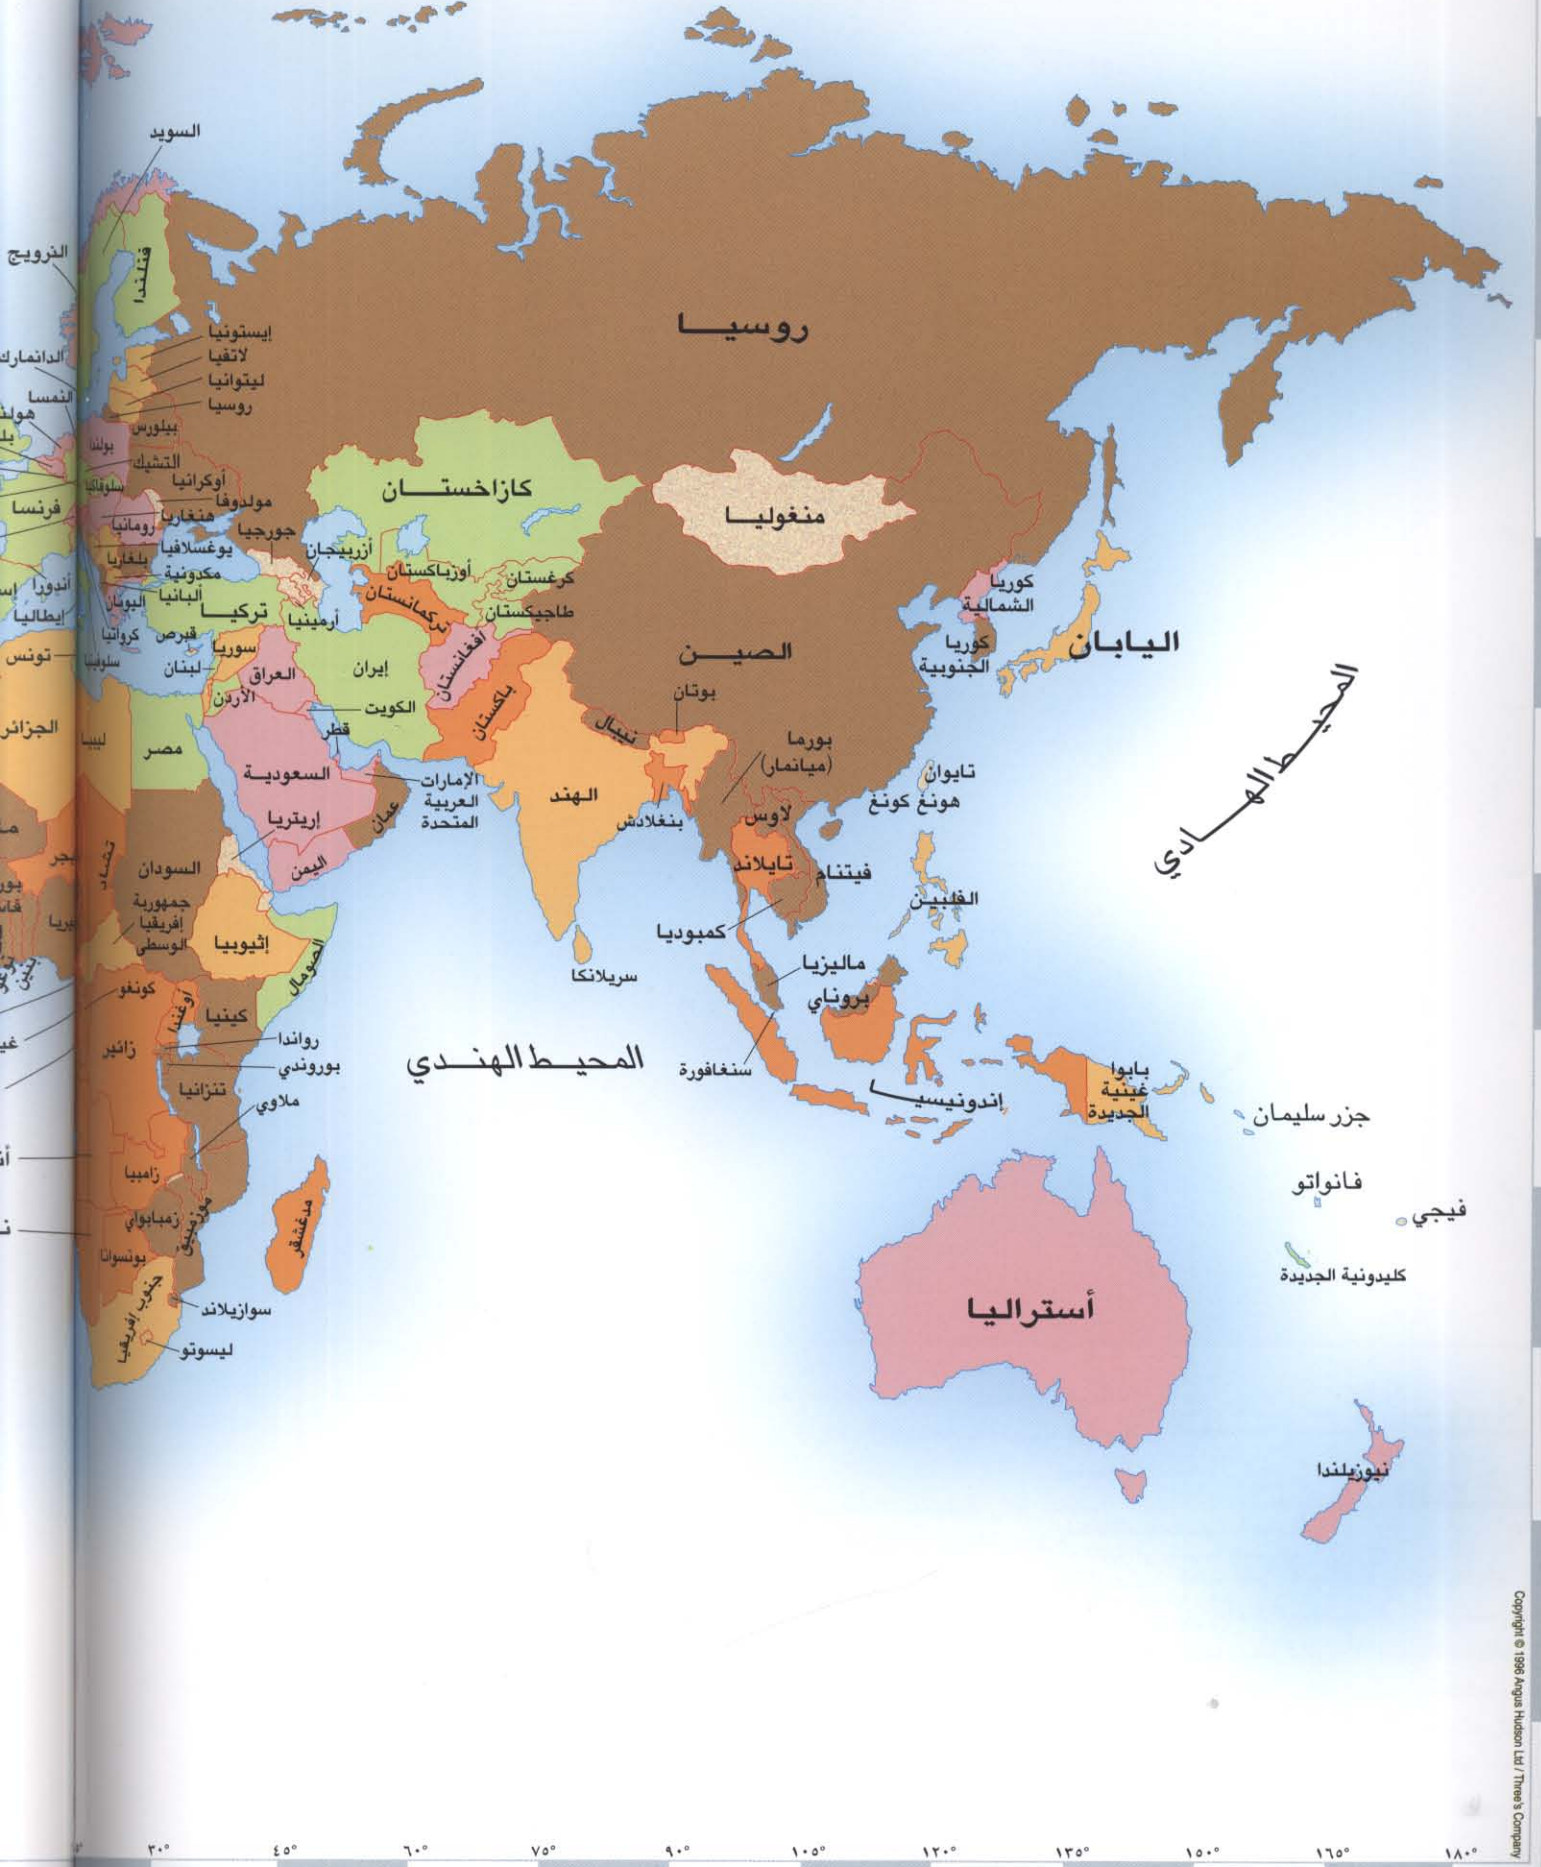 السويد
النرويج
فنلندا
إيستونيا
لاتفيا
ليتوانيا
روسيا
الدانمارك
النمسا
بيلورس
بولندا
التشيك
سلوفاكيا
أوكرانيا
مولدوفا
فرنسا
هنغاريا
رومانيا
جورجيا
يوغسلافيا
بلغاريا
أذربيجان
مكدونية
ألبانيا
أندورا
إيطاليا
اليونان
كرواتيا
سلوفينيا
تركيا
أرمينيا
قبرص
روسيا
كازاخستان
منغوليا
أوزباكستان
كرغستان
تركمانستان
طاجيكستان
كوريا
الشمالية
كوريا
الجنوبية
اليابان
الصين
تونس
لبنان
سوريا
العراق
الأردن
إيران
أفغانستان
باكستان
الكويت
قطر
بوتان
نيبال
بورما
(ميانمار)
المحيط الهادي
الجزائر
ليبيا
مصر
السعودية
الإمارات
العربية
المتحدة
عمان
الهند
بنغلادش
تايوان
هونغ كونغ
لاوس
إريتريا
اليمن
السودان
تشاد
تايلاند
فيتنام
الفلبين
جمهورية
إفريقيا
الوسطى
إثيوبيا
الصومال
كمبوديا
سريلانكا
ماليزيا
بروناي
بنين
كونغو
أوغندا
كينيا
رواندا
زائير
بوروندي
تنزانيا
ملاوي
المحيط الهندي
سنغافورة
إندونيسيا
بابوا
غينية
الجديدة
جزر سليمان
فانواتو
فيجي
كليدونية الجديدة
زامبيا
زمبابواي
موزمبيق
مدغشقر
بوتسوانا
جنوب إفريقيا
سوازيلاند
ليسوتو
أستراليا
نيوزيلندا
Copyright © 1996 Angus Hudson Ltd / Three's Company
٣٠° ٤٥° ٦٠° ٧٥° ٩٠° ١٠٥° ١٢٠° ١٣٥° ١٥٠° ١٦٥° ١٨٠°